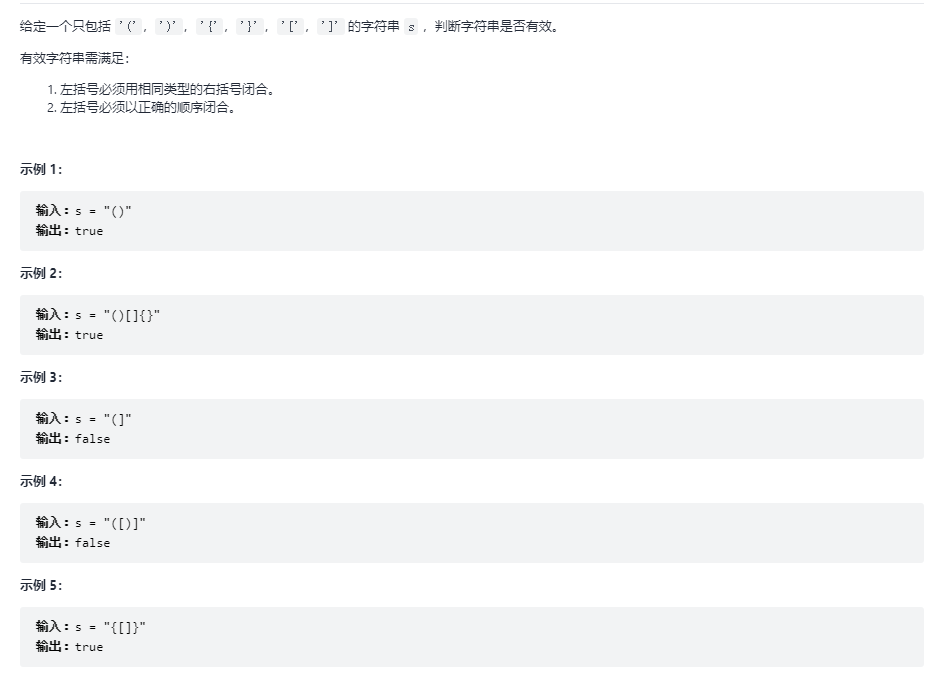 给定一个只包括 '('，')'，'{'，'}'，'['，']' 的字符串 s ，判断字符串是否有效。
有效字符串需满足：
1. 左括号必须用相同类型的右括号闭合。
2. 左括号必须以正确的顺序闭合。
示例 1：
输入：s = "()"
输出：true
示例 2：
输入：s = "()[]{}"
输出：true
示例 3：
输入：s = "(]"
输出：false
示例 4：
输入：s = "([)]"
输出：false
示例 5：
输入：s = "{[]}"
输出：true